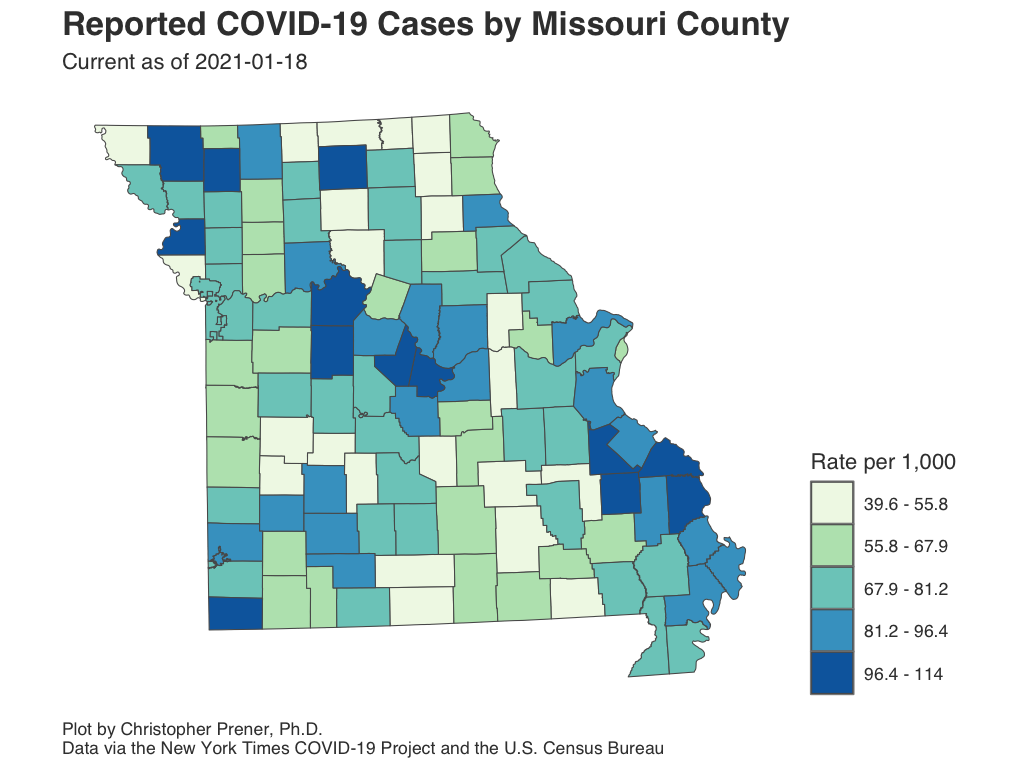 Reported COVID-19 Cases by Missouri County
Current as of 2021-01-18
Rate per 1,000
39.6 - 55.8
55.8 - 67.9
67.9 - 81.2
81.2 - 96.4
96.4 - 114
Plot by Christopher Prener, Ph.D.
Data via the New York Times COVID-19 Project and the U.S. Census Bureau